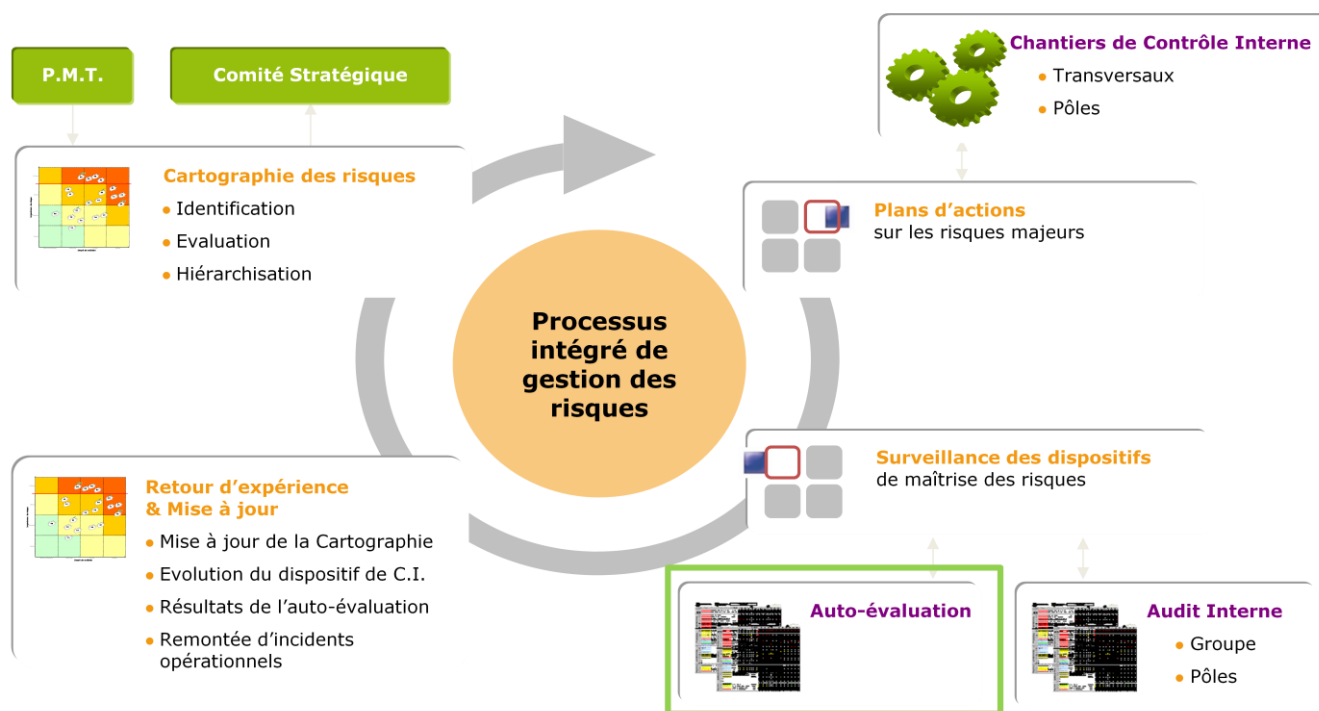 P.M.T.
Comité Stratégique
Chantiers de Contrôle Interne
Transversaux
Pôles
Cartographie des risques
Identification
Evaluation
Hiérarchisation
Plans d'actions
sur les risques majeurs
Processus
intégré de
gestion des
risques
Surveillance des dispositifs
de maîtrise des risques
Retour d'expérience
& Mise à jour
Mise à jour de la Cartographie
Evolution du dispositif de C.I.
Résultats de l'auto-évaluation
Remontée d'incidents
opérationnels
Auto-évaluation
Audit Interne
Groupe
Pôles